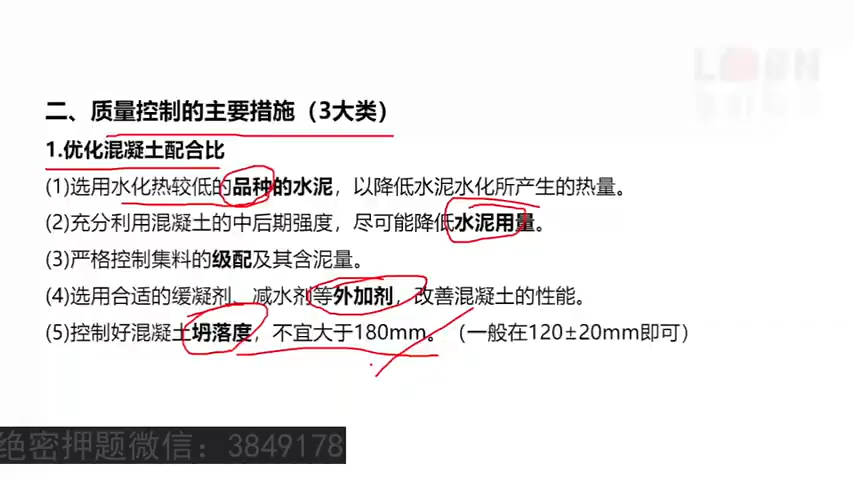 二、质量控制的主要措施（3大类）
1.优化混凝土配合比
(1)选用水化热较低的品种的水泥，以降低水泥水化所产生的热量。
(2)充分利用混凝土的中后期强度，尽可能降低水泥用量。
(3)严格控制集料的级配及其含泥量。
(4)选用合适的缓凝剂、减水剂等外加剂，改善混凝土的性能。
(5)控制好混凝土坍落度，不宜大于180mm。（一般在120±20mm即可）
绝密押题微信：3849178